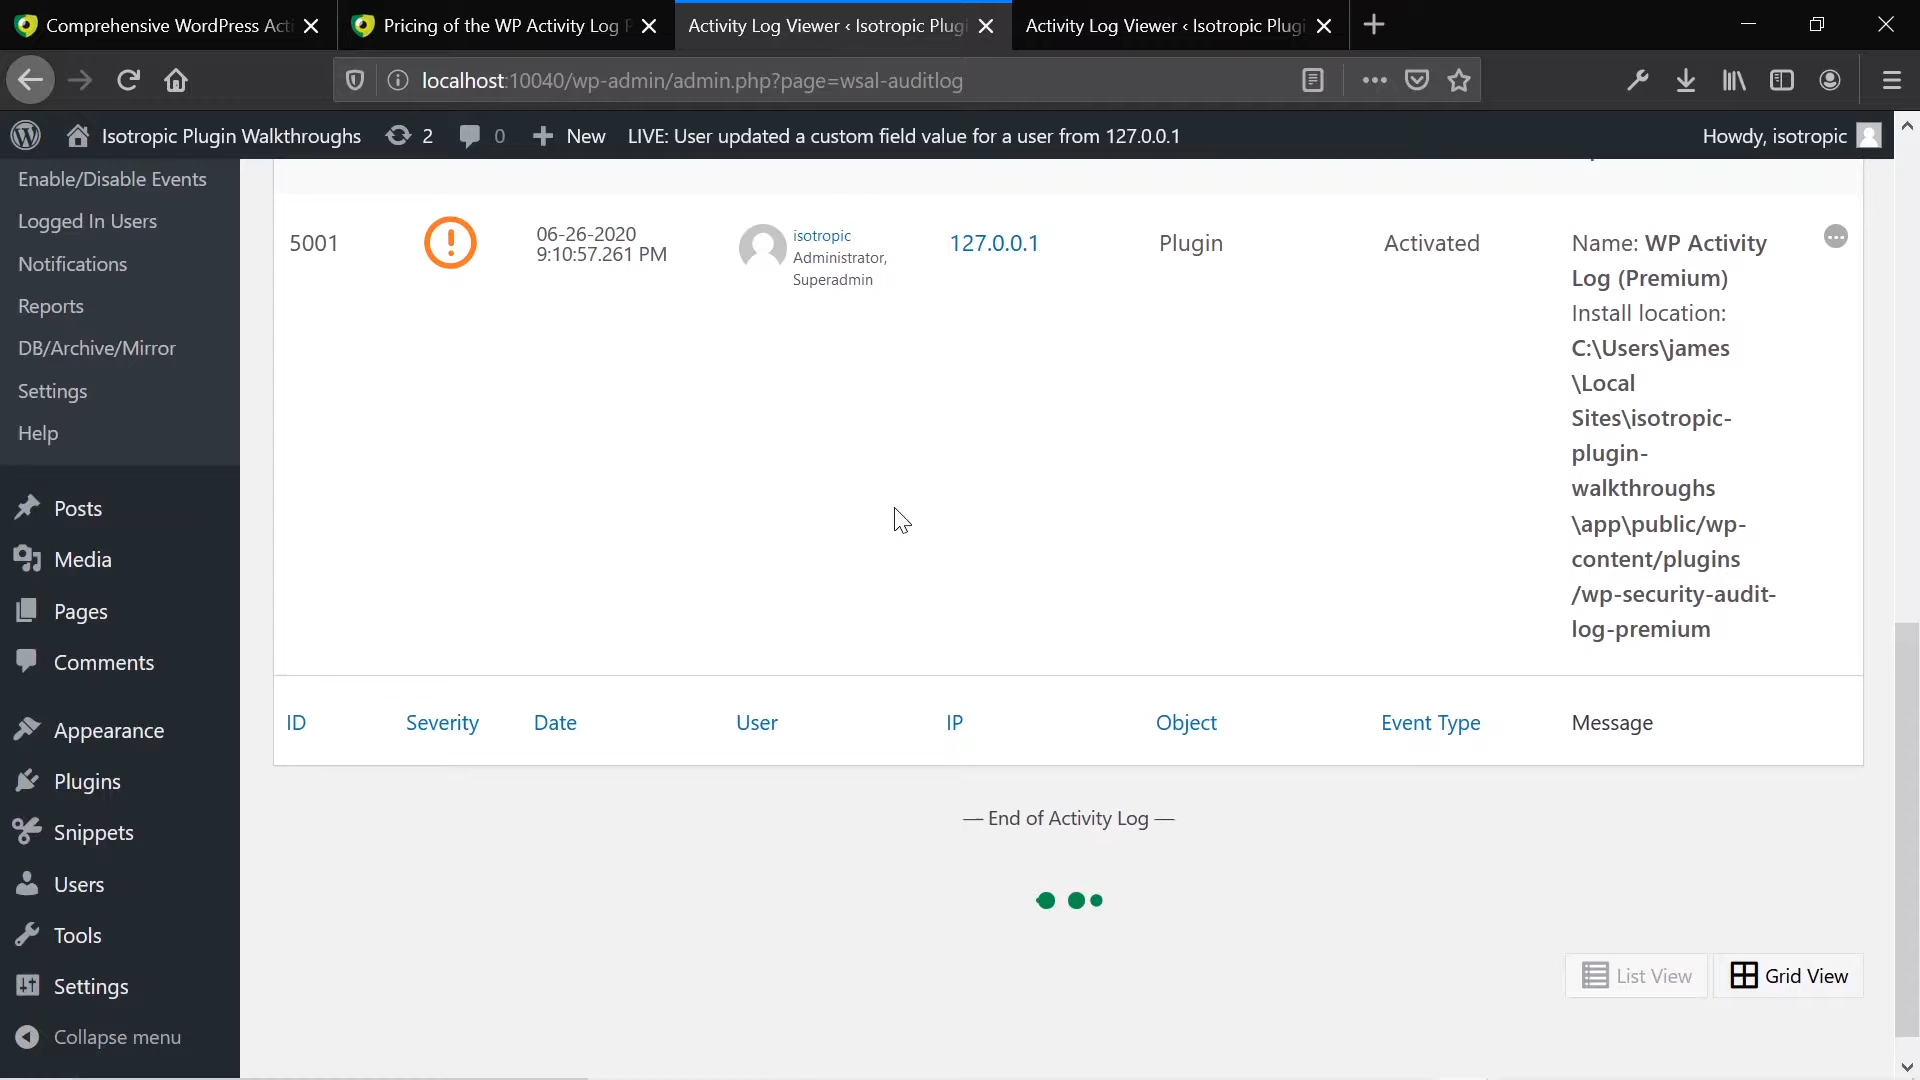 Comprehensive WordPress Acti
Pricing of the WP Activity Log P
Activity Log Viewer ‹ Isotropic Plugi
Activity Log Viewer ‹ Isotropic Plugi
localhost:10040/wp-admin/admin.php?page=wsal-auditlog
Isotropic Plugin Walkthroughs
2
0
New
LIVE: User updated a custom field value for a user from 127.0.0.1
Howdy, isotropic
Enable/Disable Events
Logged In Users
Notifications
Reports
DB/Archive/Mirror
Settings
Help
Posts
Media
Pages
Comments
Appearance
Plugins
Snippets
Users
Tools
Settings
Collapse menu
5001
06-26-2020
9:10:57.261 PM
isotropic
Administrator,
Superadmin
127.0.0.1
Plugin
Activated
Name: WP Activity
Log (Premium)
Install location:
C:\Users\james
\Local
Sites\isotropic-
plugin-
walkthroughs
\app\public/wp-
content/plugins
/wp-security-audit-
log-premium
ID
Severity
Date
User
IP
Object
Event Type
Message
— End of Activity Log —
List View
Grid View